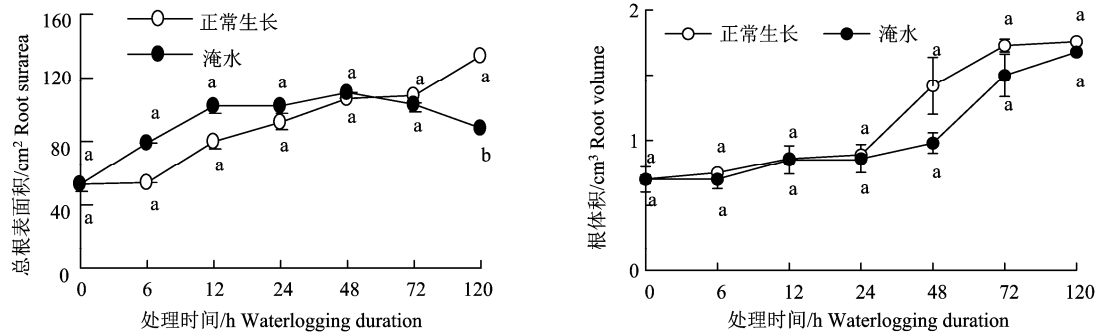 160
120
80
40
0
总根表面积/cm² Root surarea
正常生长
淹水
a a a a a a a
a a a a a a b
0 6 12 24 48 72 120
处理时间/h Waterlogging duration
2
1
0
根体积/cm³ Root volume
正常生长 淹水
a a a a a a a
a a a a a a a
0 6 12 24 48 72 120
处理时间/h Waterlogging duration